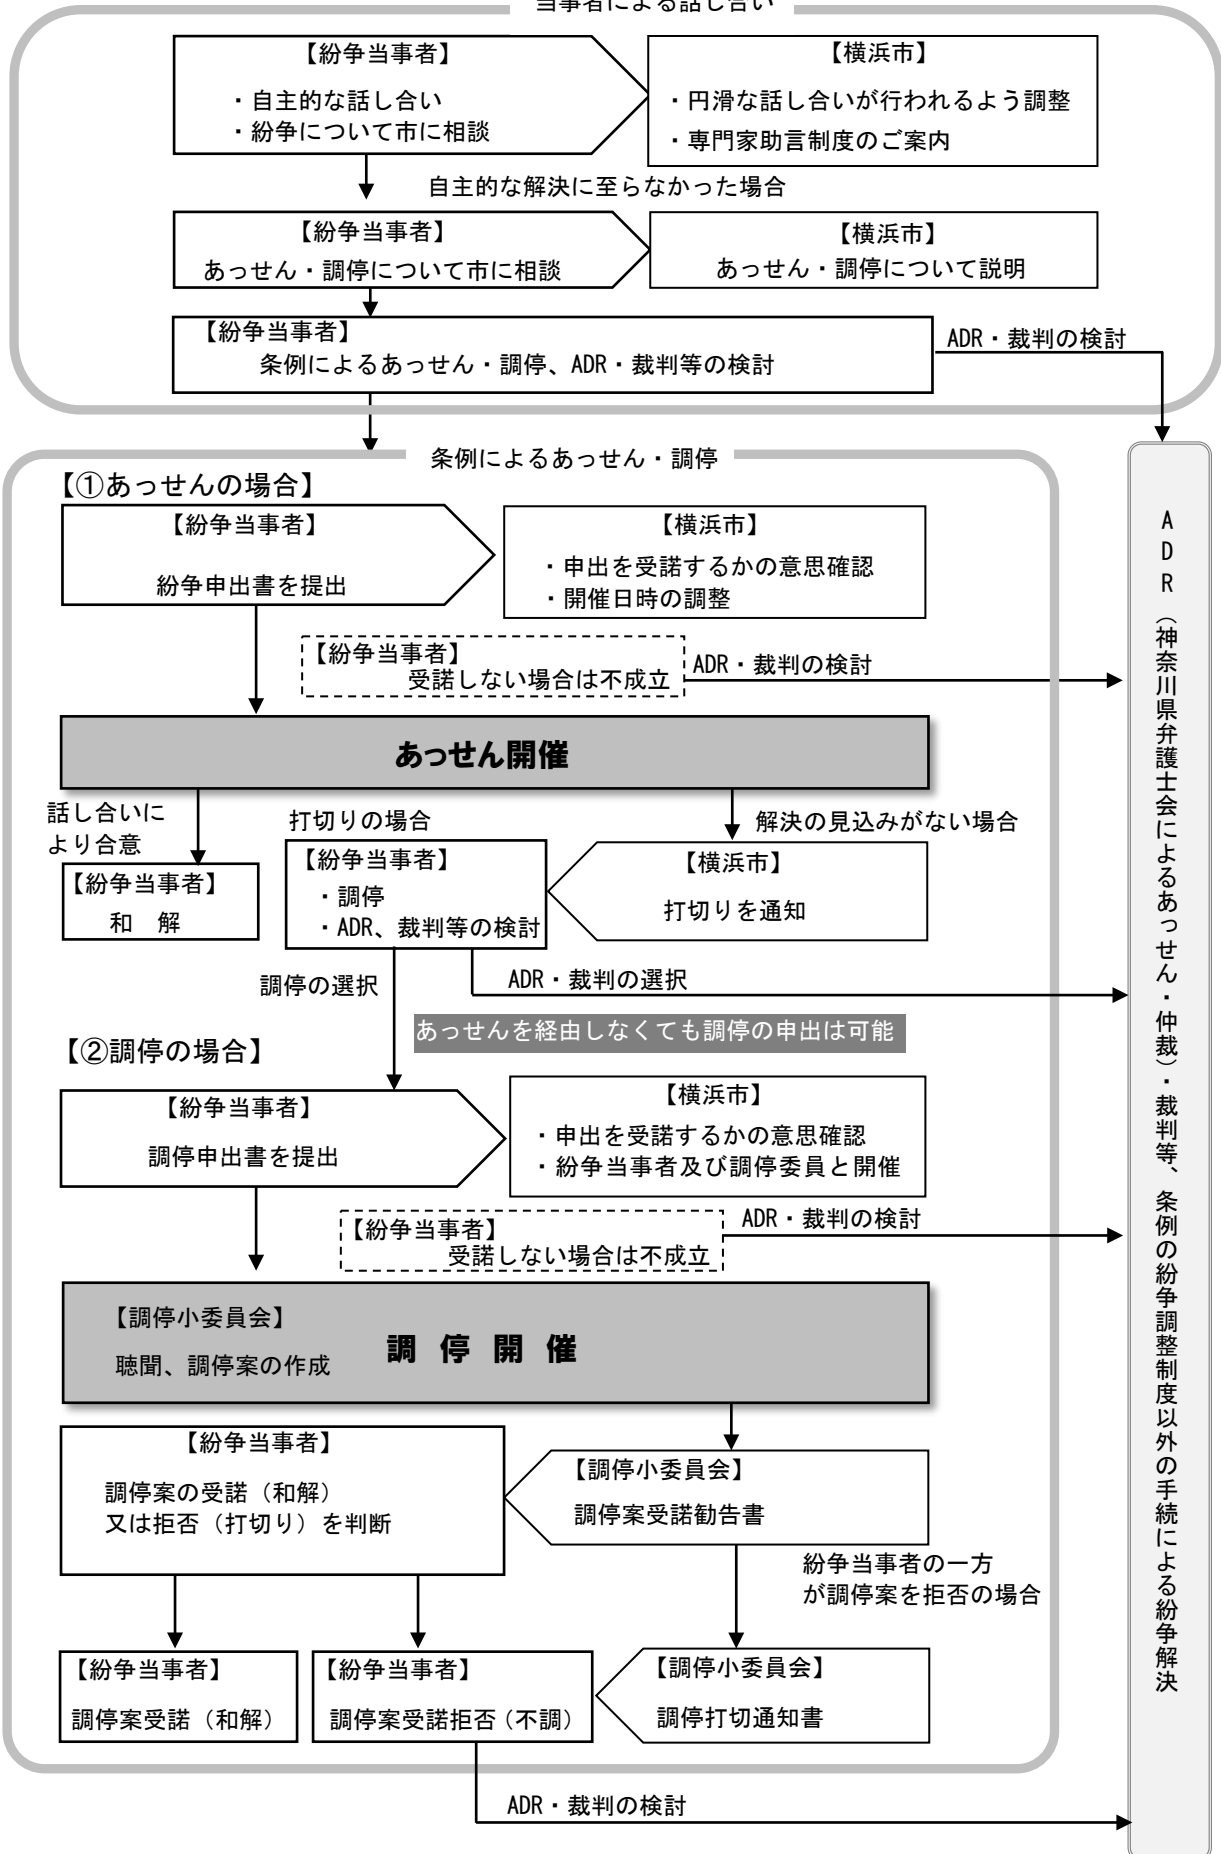 当事者による話し合い
【紛争当事者】
・自主的な話し合い
・紛争について市に相談
【横浜市】
・円滑な話し合いが行われるよう調整
・専門家助言制度のご案内
自主的な解決に至らなかった場合
【紛争当事者】
あっせん・調停について市に相談
【横浜市】
あっせん・調停について説明
【紛争当事者】
条例によるあっせん・調停、ADR・裁判等の検討
ADR・裁判の検討
条例によるあっせん・調停
【①あっせんの場合】
【紛争当事者】
紛争申出書を提出
【横浜市】
・申出を受諾するかの意思確認
・開催日時の調整
【紛争当事者】
受諾しない場合は不成立
ADR・裁判の検討
あっせん開催
話し合いに
より合意
【紛争当事者】
和　解
打切りの場合
【紛争当事者】
・調停
・ADR、裁判等の検討
解決の見込みがない場合
【横浜市】
打切りを通知
調停の選択
ADR・裁判の選択
あっせんを経由しなくても調停の申出は可能
【②調停の場合】
【紛争当事者】
調停申出書を提出
【横浜市】
・申出を受諾するかの意思確認
・紛争当事者及び調停委員と開催
【紛争当事者】
受諾しない場合は不成立
ADR・裁判の検討
【調停小委員会】
聴聞、調停案の作成
調 停 開 催
【紛争当事者】
調停案の受諾（和解）
又は拒否（打切り）を判断
【調停小委員会】
調停案受諾勧告書
紛争当事者の一方
が調停案を拒否の場合
【紛争当事者】
調停案受諾（和解）
【紛争当事者】
調停案受諾拒否（不調）
【調停小委員会】
調停打切通知書
ADR・裁判の検討
ADR（神奈川県弁護士会によるあっせん・仲裁）・裁判等、条例の紛争調整制度以外の手続による紛争解決